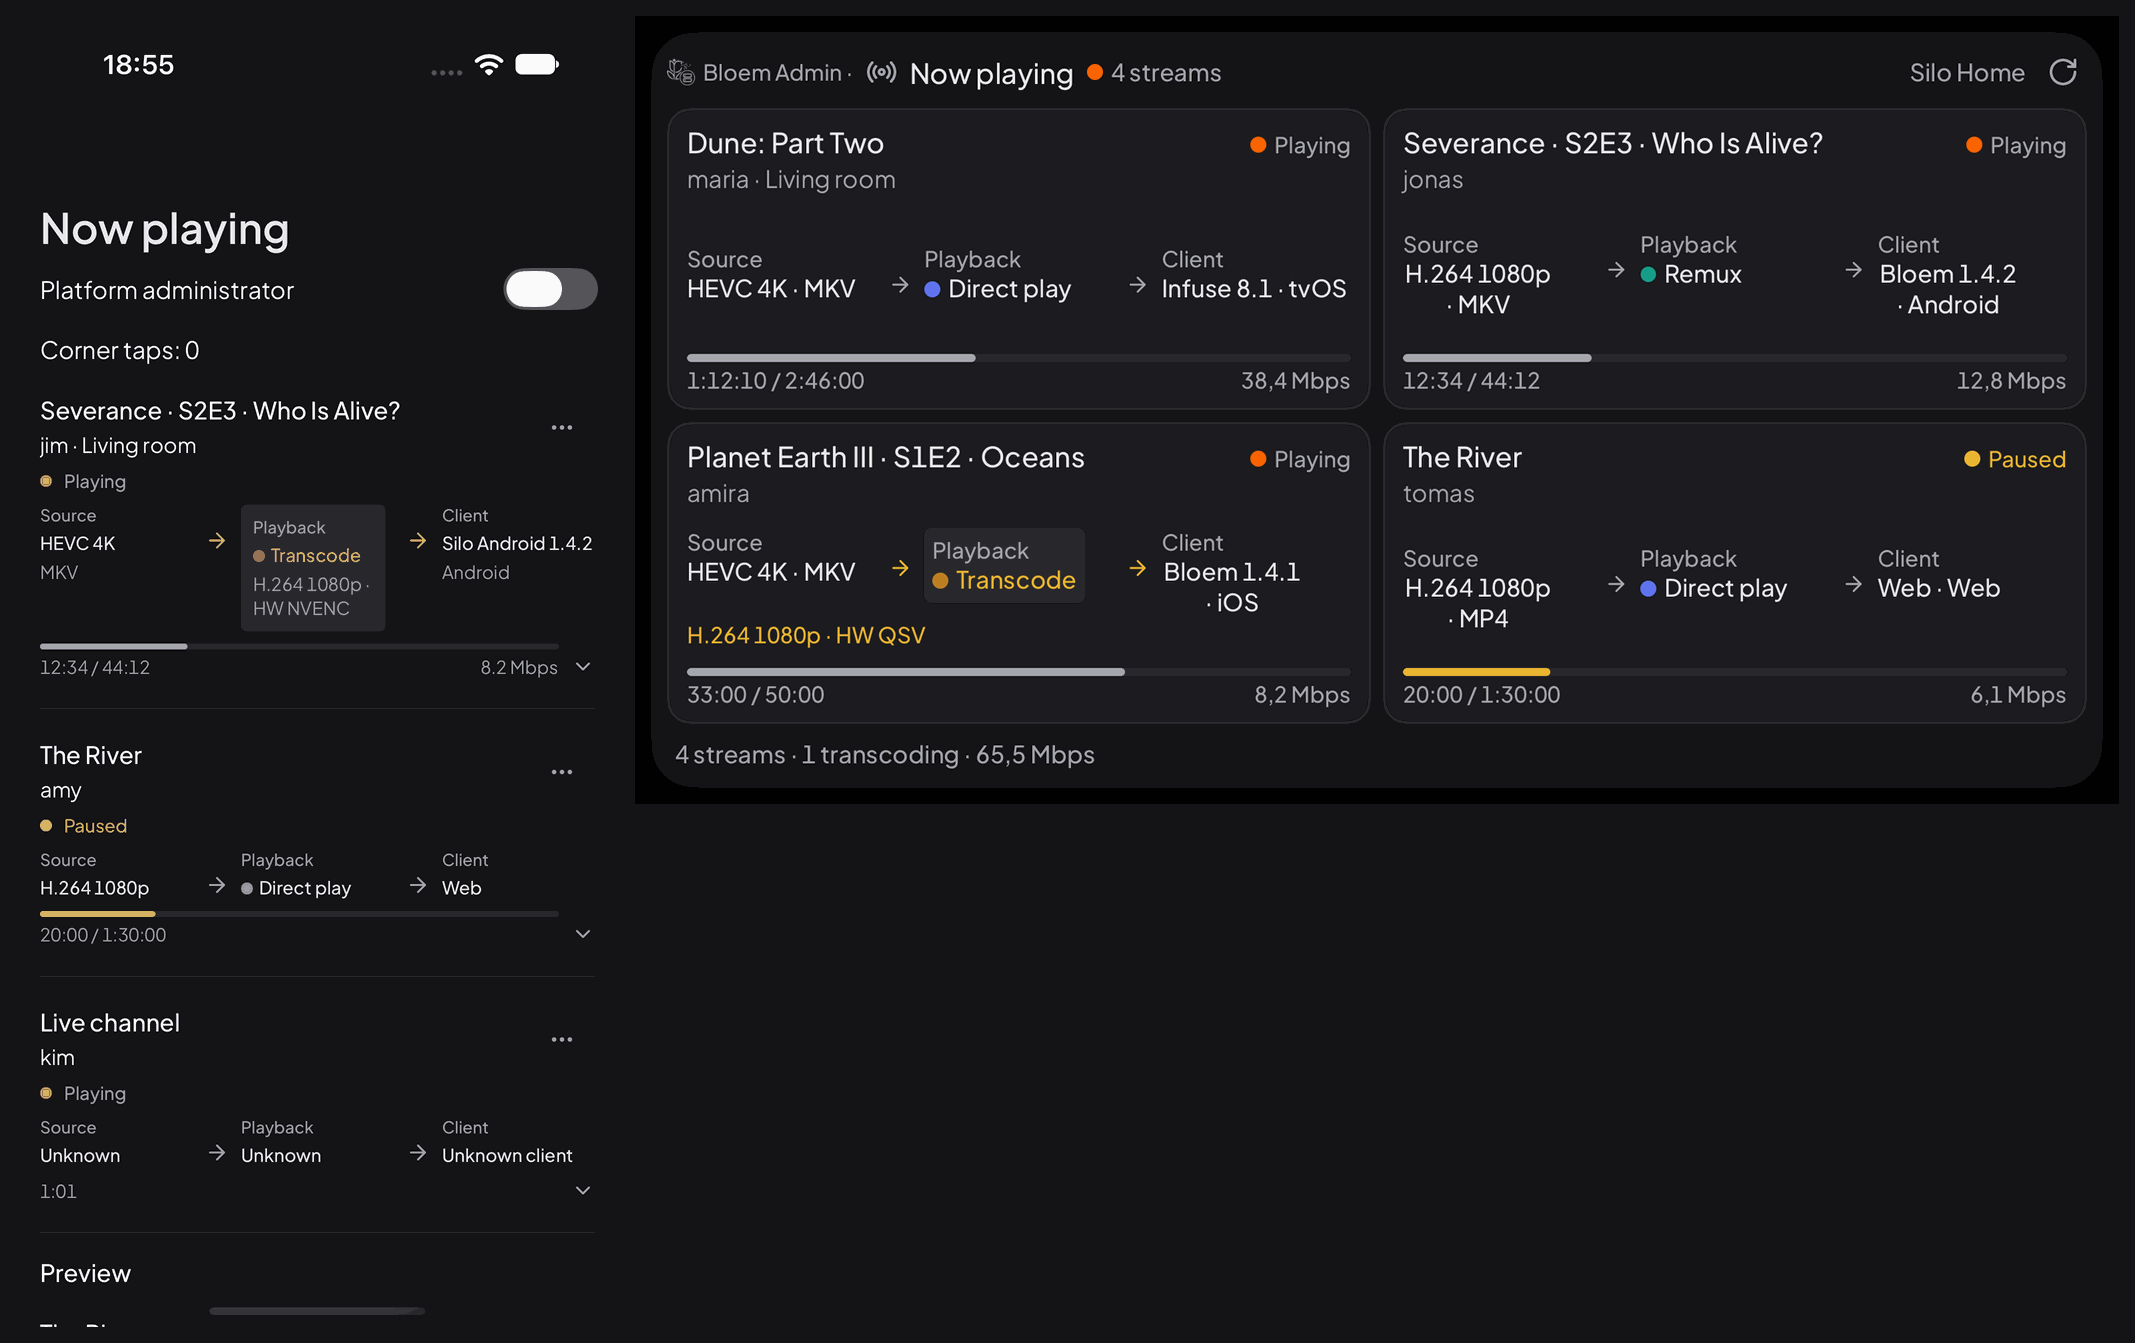 18:55
Now playing
Platform administrator
Corner taps: 0
Severance · S2E3 · Who Is Alive?
jim · Living room
Playing
Source
HEVC 4K
MKV
Playback
Transcode
H.264 1080p ·
HW NVENC
Client
Silo Android 1.4.2
Android
12:34 / 44:12
8.2 Mbps
The River
amy
Paused
Source
H.264 1080p
Playback
Direct play
Client
Web
20:00 / 1:30:00
Live channel
kim
Playing
Source
Unknown
Playback
Unknown
Client
Unknown client
1:01
Preview
Bloem Admin ·
Now playing
4 streams
Silo Home
Dune: Part Two
Playing
maria · Living room
Source
HEVC 4K · MKV
Playback
Direct play
Client
Infuse 8.1 · tvOS
1:12:10 / 2:46:00
38,4 Mbps
Severance · S2E3 · Who Is Alive?
Playing
jonas
Source
H.264 1080p
· MKV
Playback
Remux
Client
Bloem 1.4.2
· Android
12:34 / 44:12
12,8 Mbps
Planet Earth III · S1E2 · Oceans
Playing
amira
Source
HEVC 4K · MKV
Playback
Transcode
Client
Bloem 1.4.1
· iOS
H.264 1080p · HW QSV
33:00 / 50:00
8,2 Mbps
The River
Paused
tomas
Source
H.264 1080p
· MP4
Playback
Direct play
Client
Web · Web
20:00 / 1:30:00
6,1 Mbps
4 streams · 1 transcoding · 65,5 Mbps